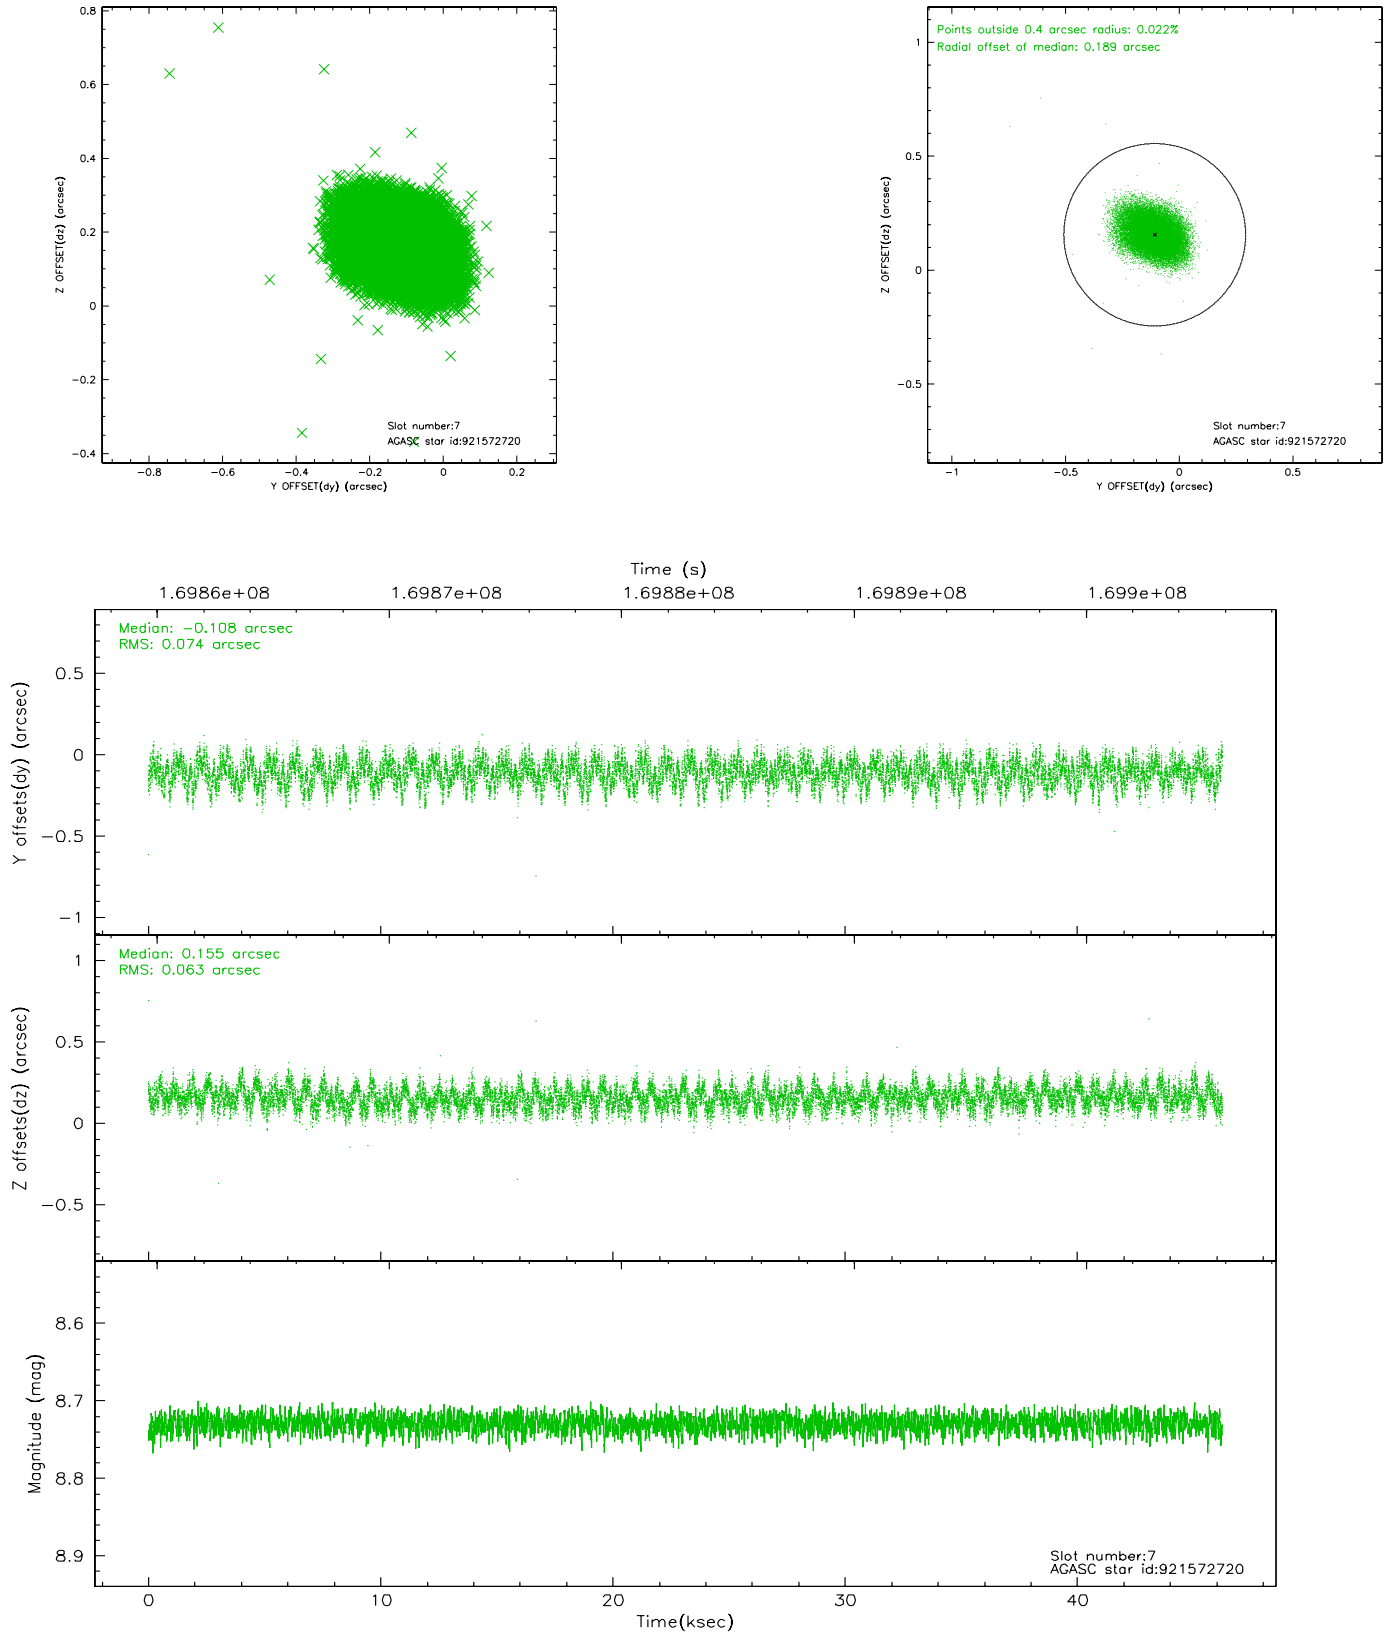 0.8
0.6
0.4
0.2
0
−0.2
−0.4
Z OFFSET(dz) (arcsec)
Slot number:7
AGASC star id:921572720
−0.8
−0.6
−0.4
−0.2
0
0.2
Y OFFSET(dy) (arcsec)
Points outside 0.4 arcsec radius: 0.022%
Radial offset of median: 0.189 arcsec
1
0.5
0
−0.5
Z OFFSET(dz) (arcsec)
Slot number:7
AGASC star id:921572720
−1
−0.5
0
0.5
Y OFFSET(dy) (arcsec)
Time (s)
1.6986e+08
1.6987e+08
1.6988e+08
1.6989e+08
1.699e+08
Median: −0.108 arcsec
RMS: 0.074 arcsec
0.5
0
−0.5
−1
Y offsets(dy) (arcsec)
Median: 0.155 arcsec
RMS: 0.063 arcsec
1
0.5
0
−0.5
Z offsets(dz) (arcsec)
8.6
8.7
8.8
8.9
Magnitude (mag)
Slot number:7
AGASC star id:921572720
0
10
20
30
40
Time(ksec)